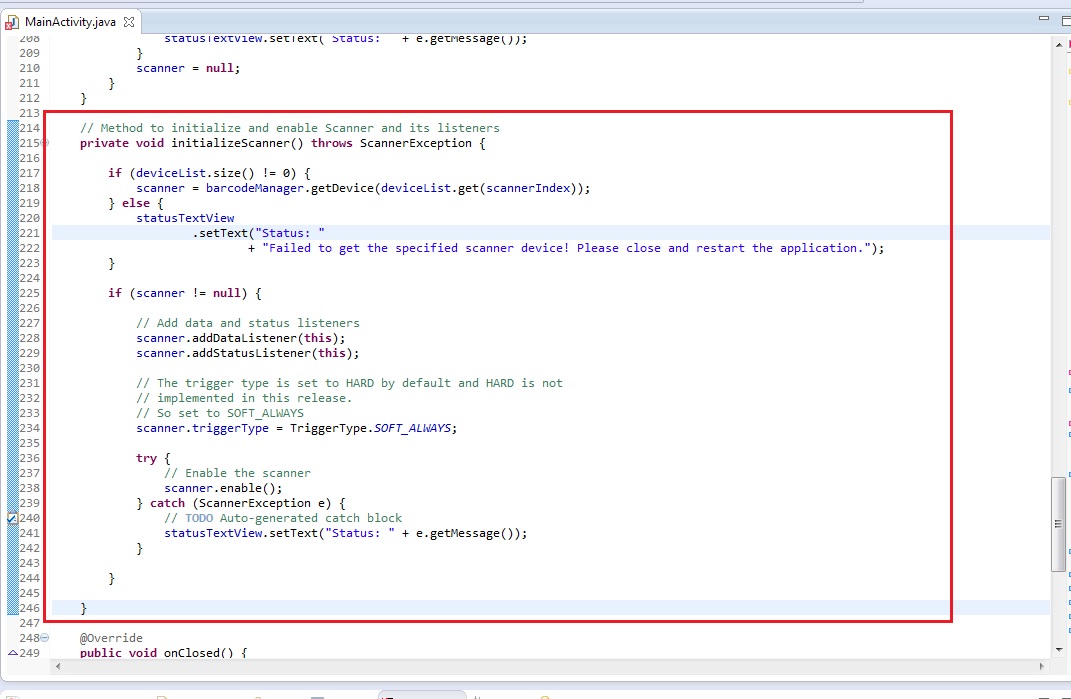 MainActivity.java
208 statusTextView.setText("Status: " + e.getMessage());
209 }
210 scanner = null;
211 }
212 }
213
214 // Method to initialize and enable Scanner and its listeners
215 private void initializeScanner() throws ScannerException {
216
217 if (deviceList.size() != 0) {
218 scanner = barcodeManager.getDevice(deviceList.get(scannerIndex));
219 } else {
220 statusTextView
221 .setText("Status: "
222 + "Failed to get the specified scanner device! Please close and restart the application.");
223 }
224
225 if (scanner != null) {
226
227 // Add data and status listeners
228 scanner.addDataListener(this);
229 scanner.addStatusListener(this);
230
231 // The trigger type is set to HARD by default and HARD is not
232 // implemented in this release.
233 // So set to SOFT_ALWAYS
234 scanner.triggerType = TriggerType.SOFT_ALWAYS;
235
236 try {
237 // Enable the scanner
238 scanner.enable();
239 } catch (ScannerException e) {
240 // TODO Auto-generated catch block
241 statusTextView.setText("Status: " + e.getMessage());
242 }
243
244 }
245
246 }
247
248 @Override
249 public void onClosed() {